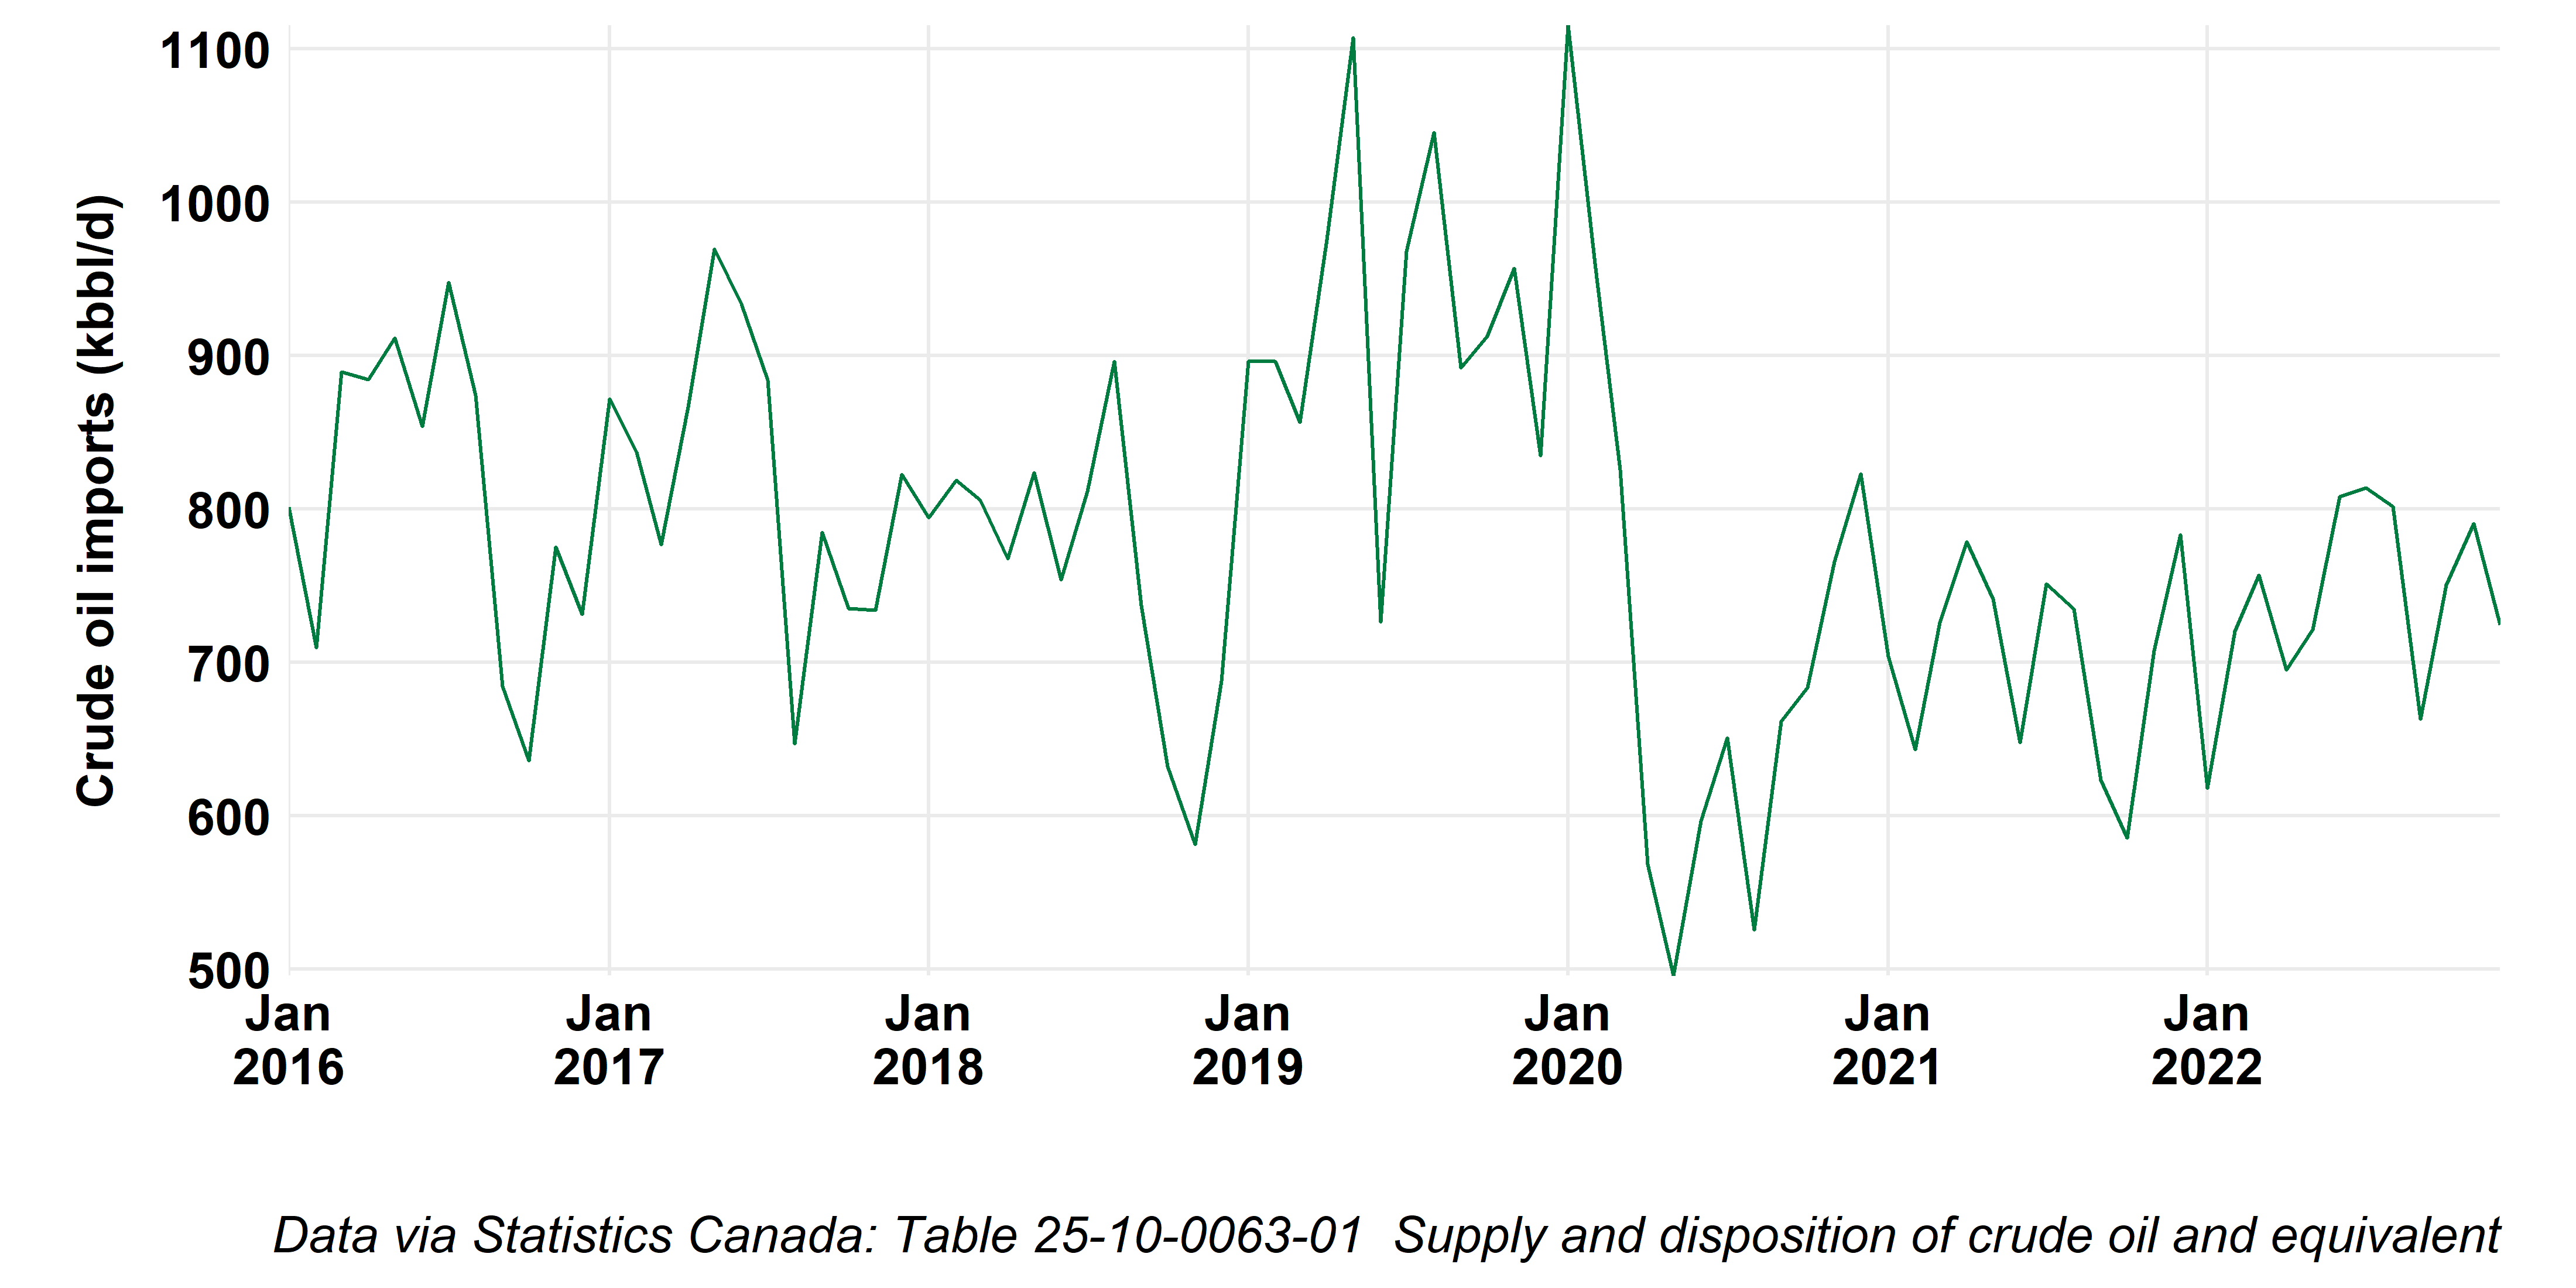 Crude oil imports (kbbl/d)
1100
1000
900
800
700
600
500
Jan Jan Jan Jan Jan Jan Jan
2016 2017 2018 2019 2020 2021 2022
Data via Statistics Canada: Table 25-10-0063-01 Supply and disposition of crude oil and equivalent